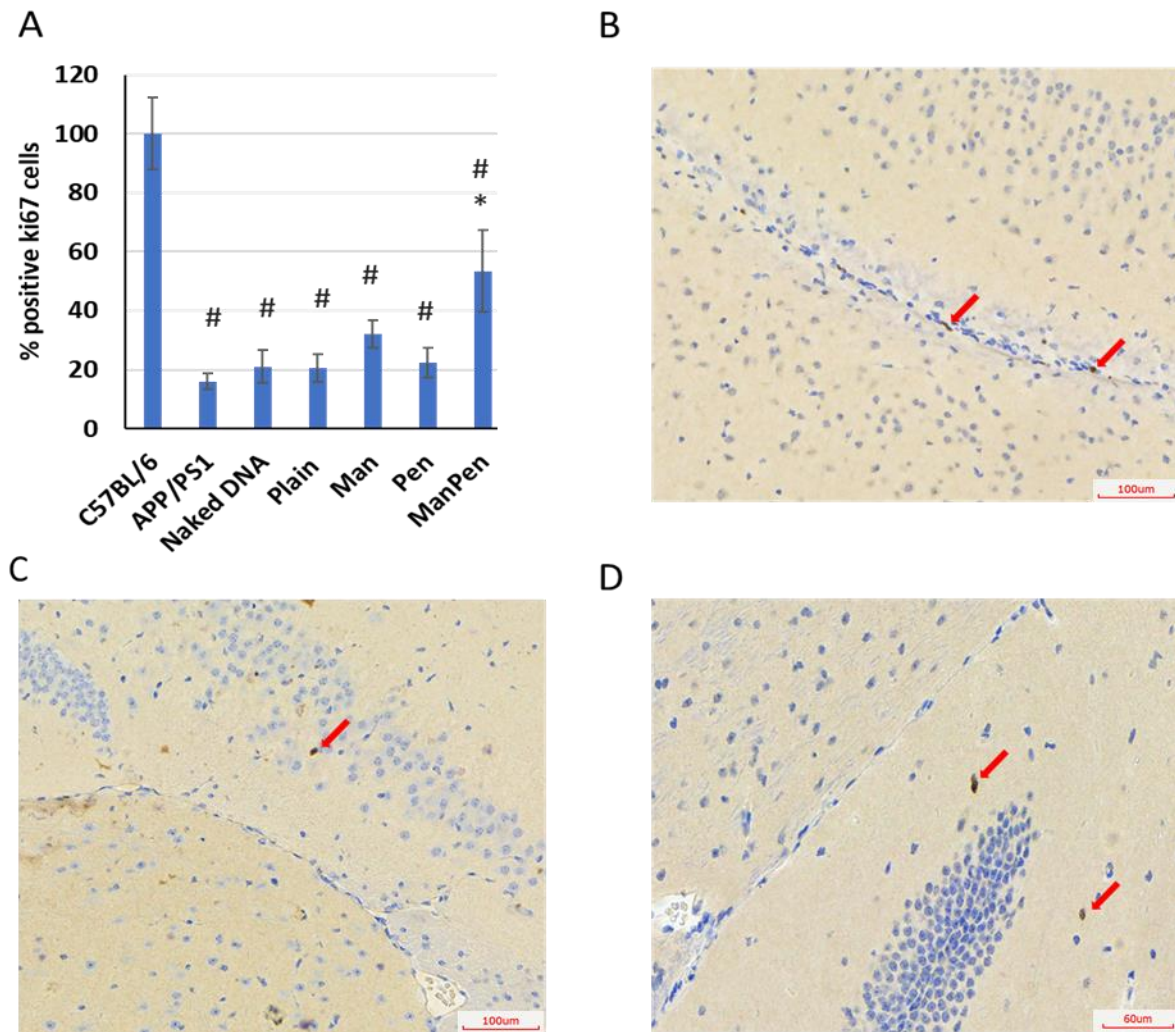 A
120
100
80
60
40
20
0
% positive ki67 cells
#
#
#
#
#
#
*
C57BL/6
APP/PS1
Naked DNA
Plain
Man
Pen
ManPen
B
100um
C
100um
D
60um